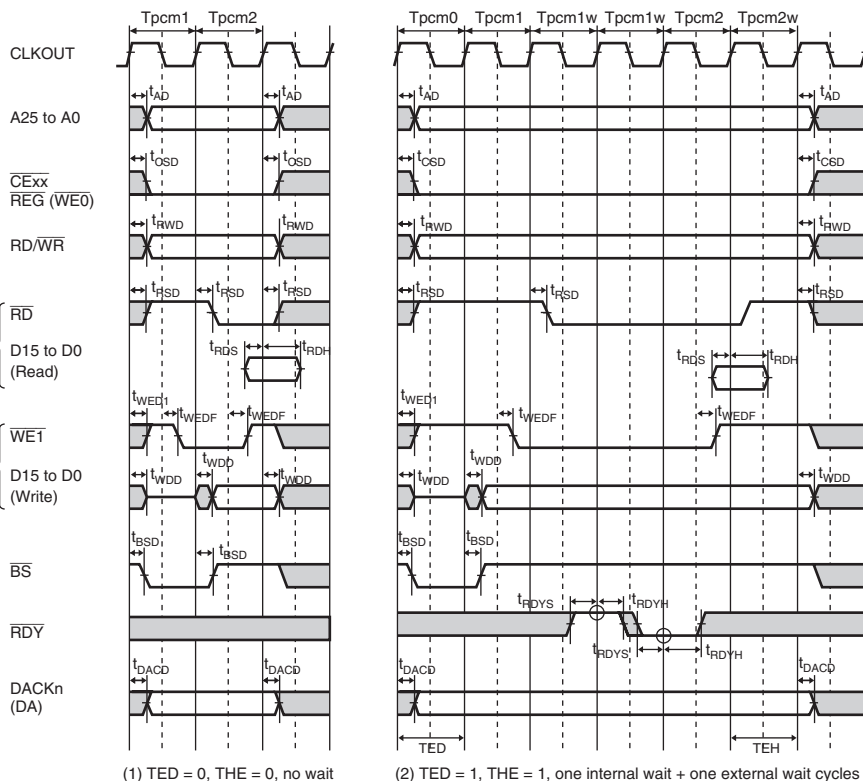 Tpcm1 Tpcm2 Tpcm0 Tpcm1 Tpcm1w Tpcm1w Tpcm2 Tpcm2w
CLKOUT
tAD tAD tAD tAD
A25 to A0
tOSD tOSD tCSD tCSD
CExx
REG (WE0)
tRWD tRWD tRWD tRWD
RD/WR
tRSD tRSD tRSD tRSD tRSD tRSD
RD
D15 to D0
(Read)
tRDS tRDH tRDS tRDH
tWED1 tWEDF tWEDF tWED1 tWEDF tWEDF
WE1
D15 to D0
(Write)
tWDD tWDD tWDD tWDD tWDD tWDD
tBSD tBSD tBSD tBSD
BS
tRDYS tRDYH
RDY
tRDYS tRDYH
tDACD tDACD tDACD tDACD
DACKn
(DA)
TED TEH
(1) TED = 0, THE = 0, no wait (2) TED = 1, THE = 1, one internal wait + one external wait cycles